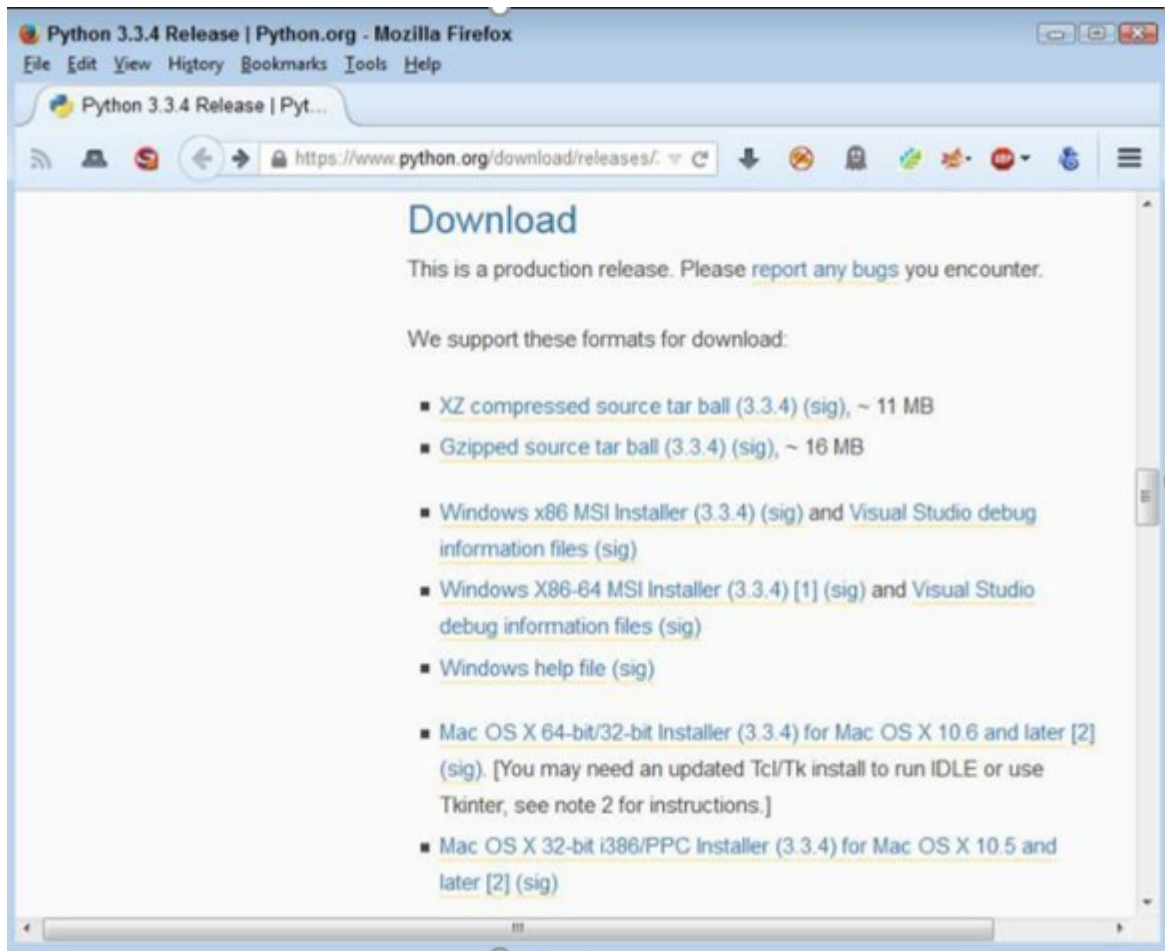 Python 3.3.4 Release | Python.org - Mozilla Firefox
File Edit View History Bookmarks Tools Help
Python 3.3.4 Release | Pyt...
https://www.python.org/download/releases/
Download
This is a production release. Please report any bugs you encounter.
We support these formats for download:
XZ compressed source tar ball (3.3.4) (sig), ~ 11 MB
Gzipped source tar ball (3.3.4) (sig), ~ 16 MB
Windows x86 MSI Installer (3.3.4) (sig) and Visual Studio debug
information files (sig)
Windows X86-64 MSI Installer (3.3.4) [1] (sig) and Visual Studio
debug information files (sig)
Windows help file (sig)
Mac OS X 64-bit/32-bit Installer (3.3.4) for Mac OS X 10.6 and later [2]
(sig). [You may need an updated Tcl/Tk install to run IDLE or use
Tkinter, see note 2 for instructions.]
Mac OS X 32-bit i386/PPC Installer (3.3.4) for Mac OS X 10.5 and
later [2] (sig)